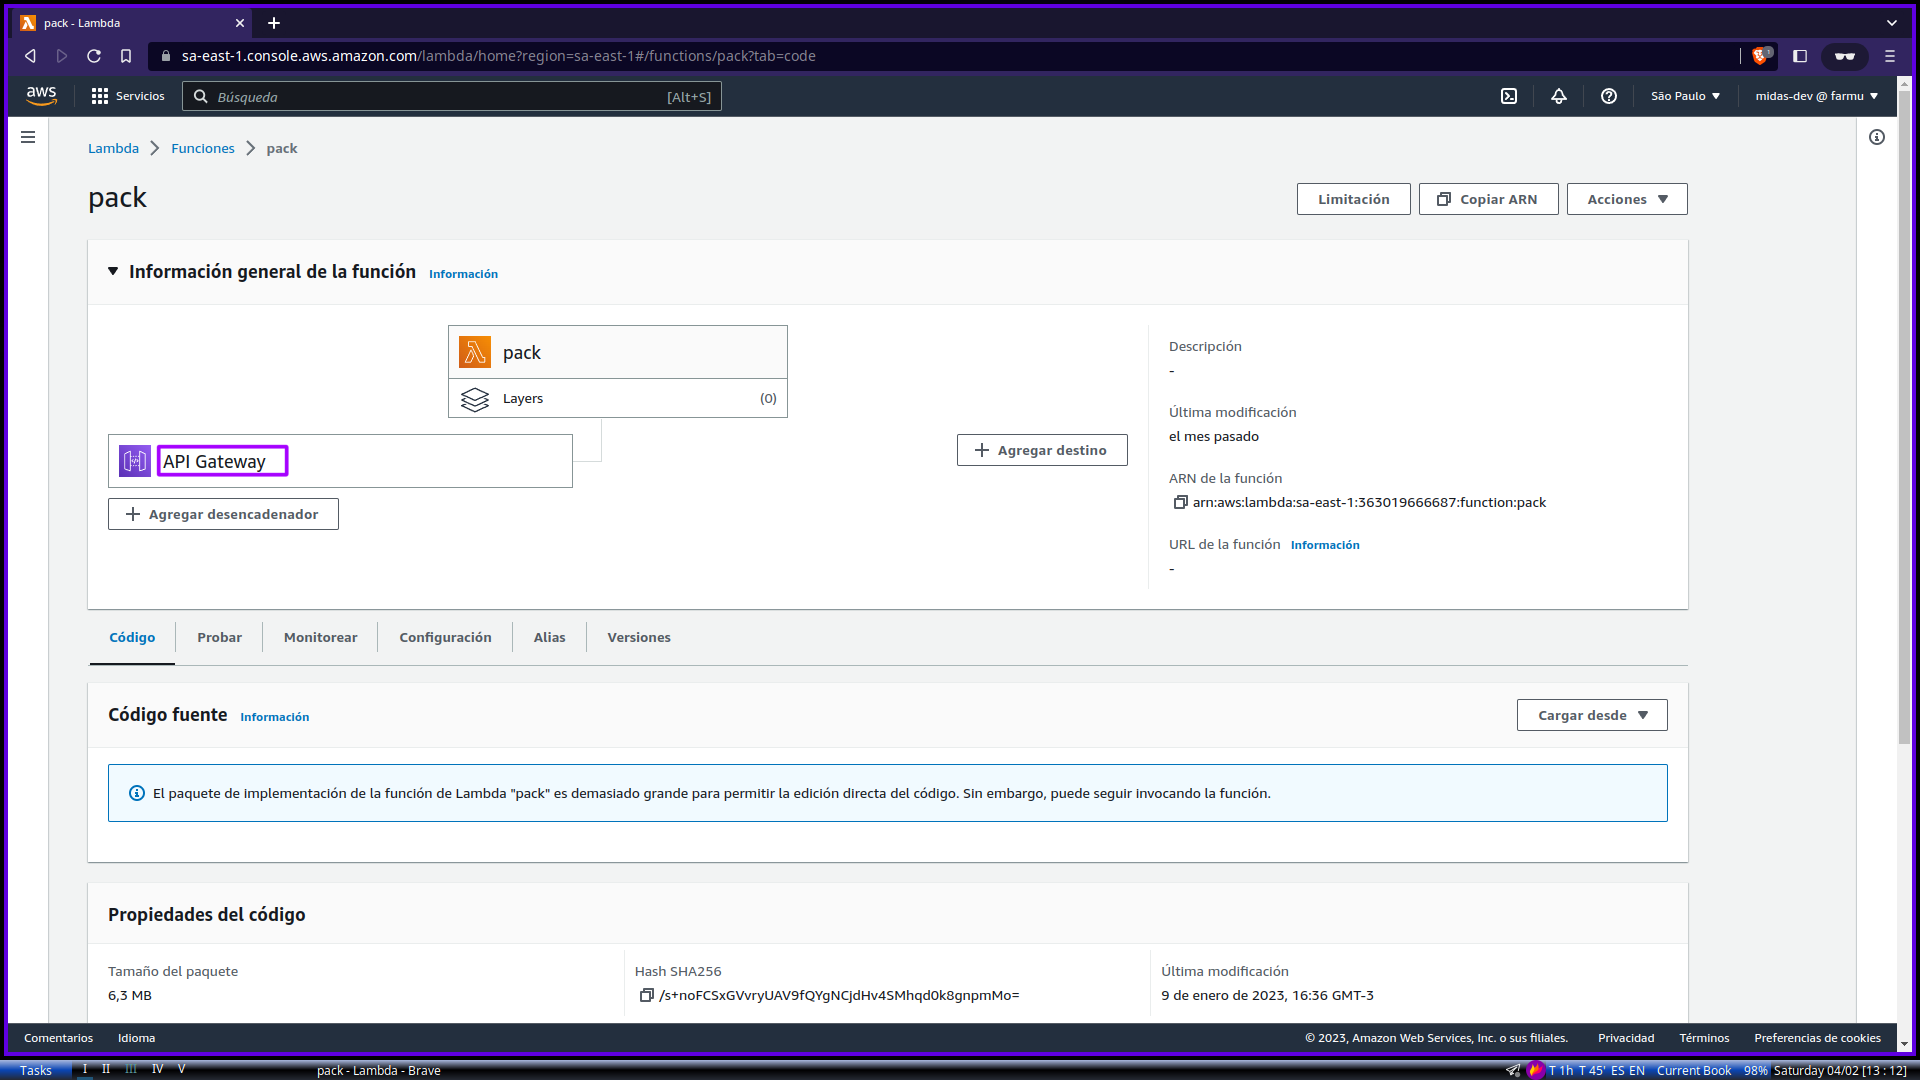 pack - Lambda
sa-east-1.console.aws.amazon.com/lambda/home?region=sa-east-1#/functions/pack?tab=code
1
aws
Servicios
Búsqueda
[Alt+S]
São Paulo
midas-dev @ farmu
Lambda
Funciones
pack
pack
Limitación
Copiar ARN
Acciones
Información general de la función
Información
pack
Layers
(0)
API Gateway
Agregar desencadenador
Agregar destino
Descripción
-
Última modificación
el mes pasado
ARN de la función
arn:aws:lambda:sa-east-1:363019666687:function:pack
URL de la función
Información
-
Código
Probar
Monitorear
Configuración
Alias
Versiones
Código fuente
Información
Cargar desde
El paquete de implementación de la función de Lambda "pack" es demasiado grande para permitir la edición directa del código. Sin embargo, puede seguir invocando la función.
Propiedades del código
Tamaño del paquete
6,3 MB
Hash SHA256
/s+noFCSxGVvryUAV9fQYgNCjdHv4SMhqd0k8gnpmMo=
Última modificación
9 de enero de 2023, 16:36 GMT-3
Comentarios
Idioma
© 2023, Amazon Web Services, Inc. o sus filiales.
Privacidad
Términos
Preferencias de cookies
Tasks
I II III IV V
pack - Lambda - Brave
T 1h T 45' ES EN Current Book 98% Saturday 04/02 [13 : 12]